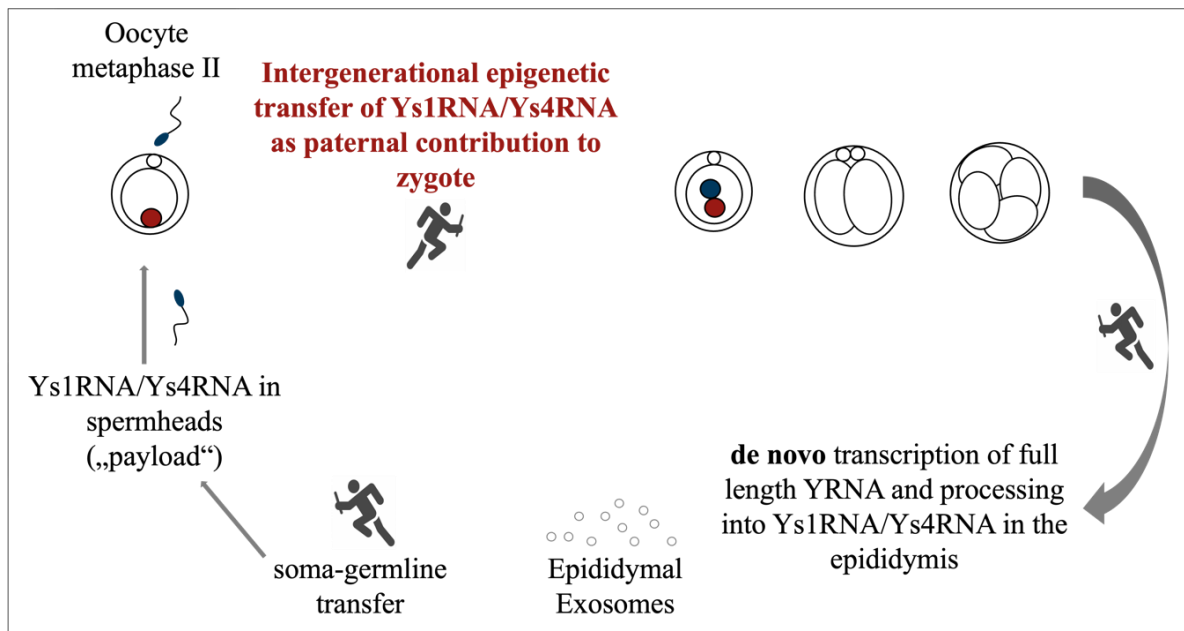 Oocyte
metaphase II
Intergenerational epigenetic
transfer of Ys1RNA/Ys4RNA
as paternal contribution to
zygote
Ys1RNA/Ys4RNA in
spermheads
(„payload“)
soma-germline
transfer
Epididymal
Exosomes
de novo transcription of full
length YRNA and processing
into Ys1RNA/Ys4RNA in the
epididymis